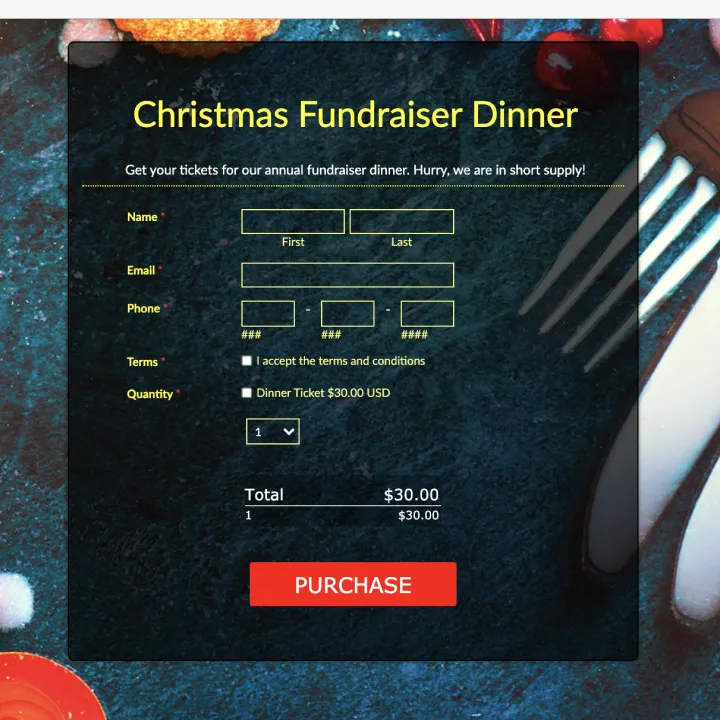 Christmas Fundraiser Dinner
Get your tickets for our annual fundraiser dinner. Hurry, we are in short supply!
Name *
First Last
Email *
Phone * - -
### ### ####
Terms * I accept the terms and conditions
Quantity * Dinner Ticket $30.00 USD
1
Total $30.00
1 $30.00
PURCHASE